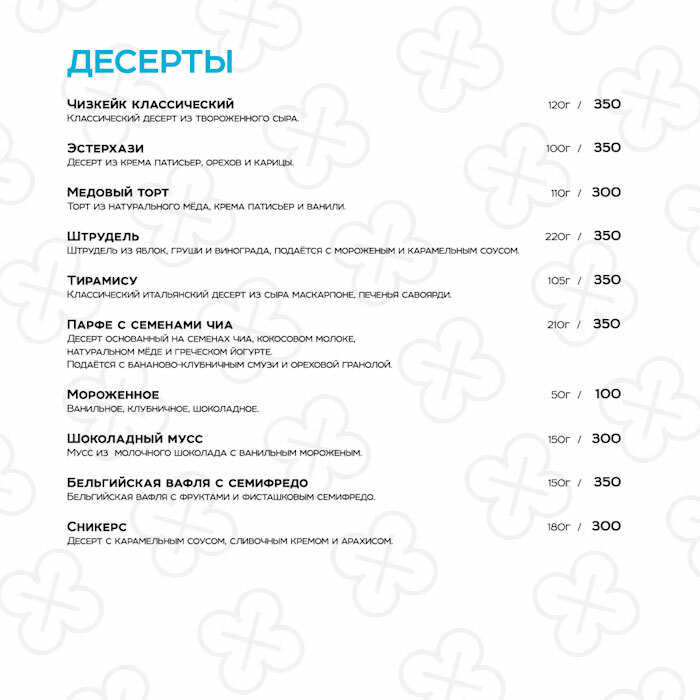 ДЕСЕРТЫ
Чизкейк классический 120г / 350
Классический десерт из твороженного сыра.
Эстерхази 100г / 350
Десерт из крема патисьер, орехов и карицы.
Медовый торт 110г / 300
Торт из натурального мёда, крема патисьер и ванили.
Штрудель 220г / 350
Штрудель из яблок, груши и винограда, подаётся с мороженым и карамельным соусом.
Тирамису 105г / 350
Классический итальянский десерт из сыра маскарпоне, печенья савоярди.
Парфе с семенами чиа 210г / 350
Десерт основанный на семенах чиа, кокосовом молоке,
натуральном мёде и греческом йогурте.
Подаётся с бананово-клубничным смузи и ореховой гранолой.
Мороженное 50г / 100
Ванильное, клубничное, шоколадное.
Шоколадный мусс 150г / 300
Мусс из молочного шоколада с ванильным мороженым.
Бельгийская вафля с семифредо 150г / 350
Бельгийская вафля с фруктами и фисташковым семифредо.
Сникерс 180г / 300
Десерт с карамельным соусом, сливочным кремом и арахисом.